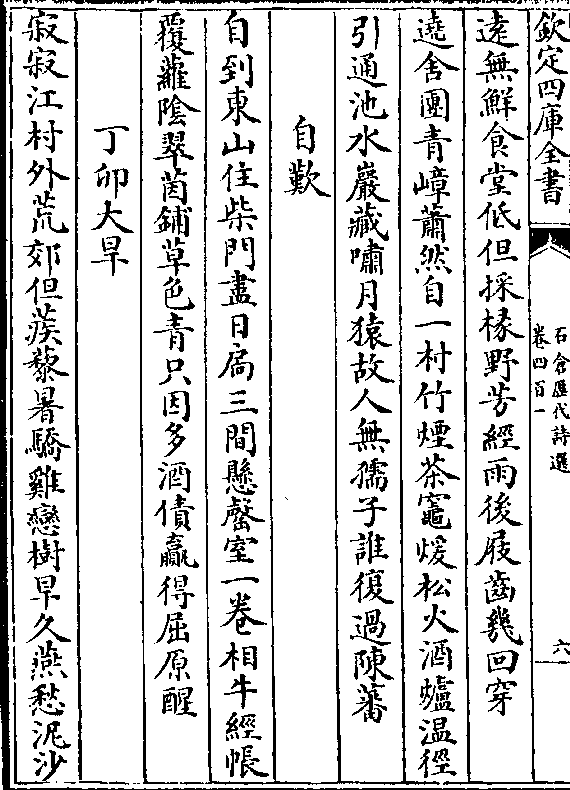 欽定四庫全書
石倉歷代詩選
卷四百一
六
遠無鮮食堂低但採椽野芳經雨後屐齒幾回穿
遶舍團青嶂蕭然自一村竹煙茶竈煖松火酒爐温徑
引通池水巖藏嘯月猿故人無孺子誰復過陳蕃
自歎
自到東山住柴門盡日扄三間懸罄室一卷相牛經帳
覆蘿陰翠茵鋪草色青只因多酒債贏得屈原醒
丁卯大旱
寂寂江村外荒郊但蒺藜暑驕雞戀樹旱久燕愁泥沙